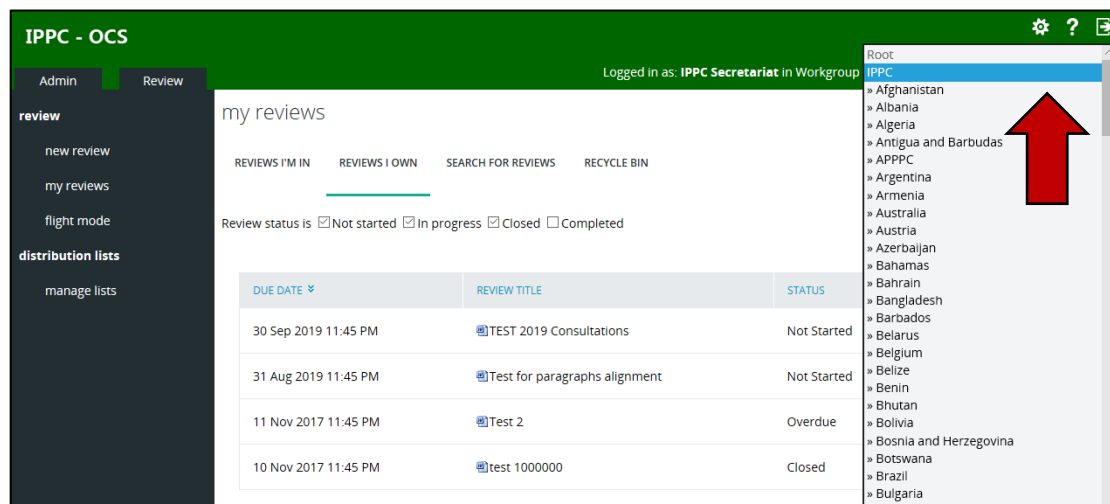 IPPC - OCS
?
Admin
Review
Logged in as: IPPC Secretariat in Workgroup
review
new review
my reviews
flight mode
distribution lists
manage lists
my reviews
REVIEWS I'M IN
REVIEWS I OWN
SEARCH FOR REVIEWS
RECYCLE BIN
Review status is Not started In progress Closed Completed
DUE DATE REVIEW TITLE STATUS
30 Sep 2019 11:45 PM TEST 2019 Consultations Not Started
31 Aug 2019 11:45 PM Test for paragraphs alignment Not Started
11 Nov 2017 11:45 PM Test 2 Overdue
10 Nov 2017 11:45 PM test 1000000 Closed
Root
IPPC
» Afghanistan
» Albania
» Algeria
» Antigua and Barbudas
» APPPC
» Argentina
» Armenia
» Australia
» Austria
» Azerbaijan
» Bahamas
» Bahrain
» Bangladesh
» Barbados
» Belarus
» Belgium
» Belize
» Benin
» Bhutan
» Bolivia
» Bosnia and Herzegovina
» Botswana
» Brazil
» Bulgaria